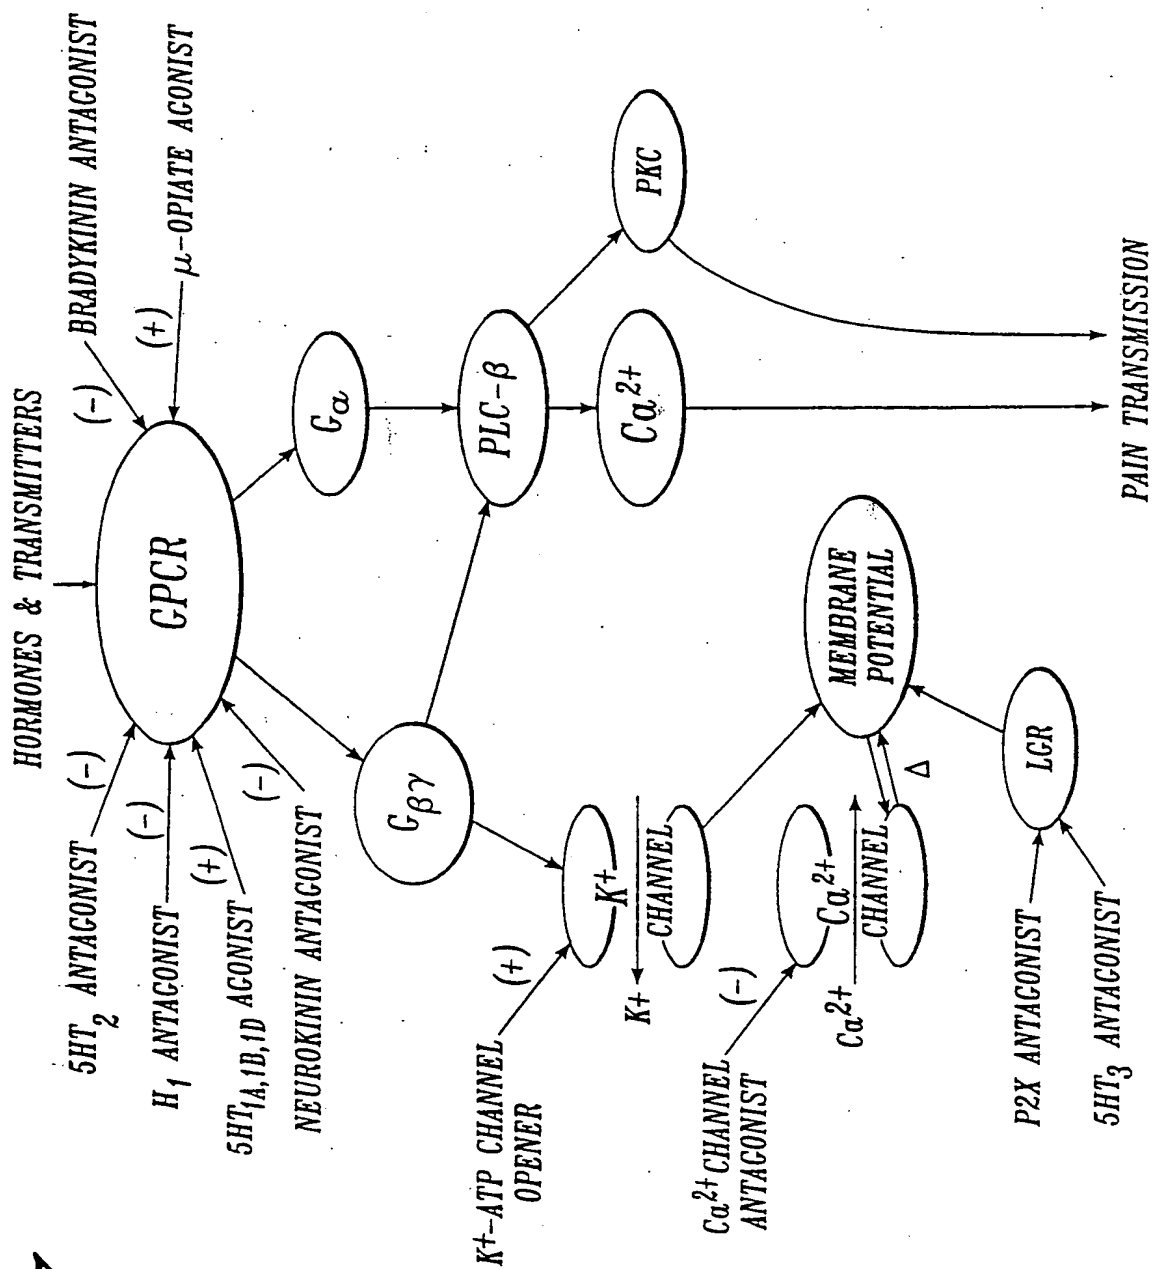 HORMONES & TRANSMITTERS
5HT2 ANTAGONIST
(-)
H1 ANTAGONIST
(-)
5HT1A,1B,1D AGONIST
(+)
NEUROKININ ANTAGONIST
(-)
BRADYKININ ANTAGONIST
(-)
μ-OPIATE AGONIST
(+)
GPCR
Gα
Gβγ
PLC-β
PKC
Ca2+
K+-ATP CHANNEL
OPENER
(+)
K+
K+
CHANNEL
Ca2+ CHANNEL
ANTAGONIST
(-)
Ca2+
Ca2+
CHANNEL
MEMBRANE
POTENTIAL
Δ
LGR
P2X ANTAGONIST
5HT3 ANTAGONIST
PAIN TRANSMISSION